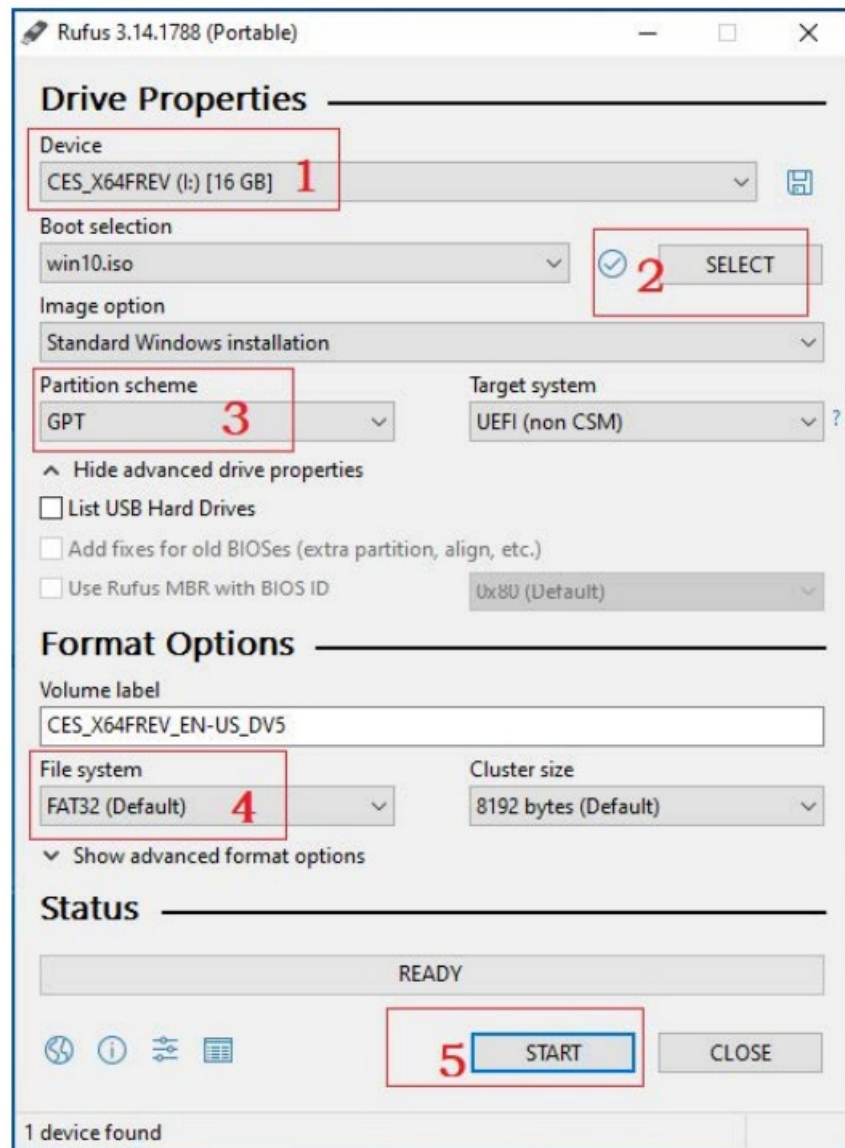 Rufus 3.14.1788 (Portable)
Drive Properties
Device
CES_X64FREV (I:) [16 GB] 1
Boot selection
win10.iso 2 SELECT
Image option
Standard Windows installation
Partition scheme Target system
GPT 3 UEFI (non CSM) ?
Hide advanced drive properties
List USB Hard Drives
Add fixes for old BIOSes (extra partition, align, etc.)
Use Rufus MBR with BIOS ID 0x80 (Default)
Format Options
Volume label
CES_X64FREV_EN-US_DV5
File system Cluster size
FAT32 (Default) 4 8192 bytes (Default)
Show advanced format options
Status
READY
5 START CLOSE
1 device found